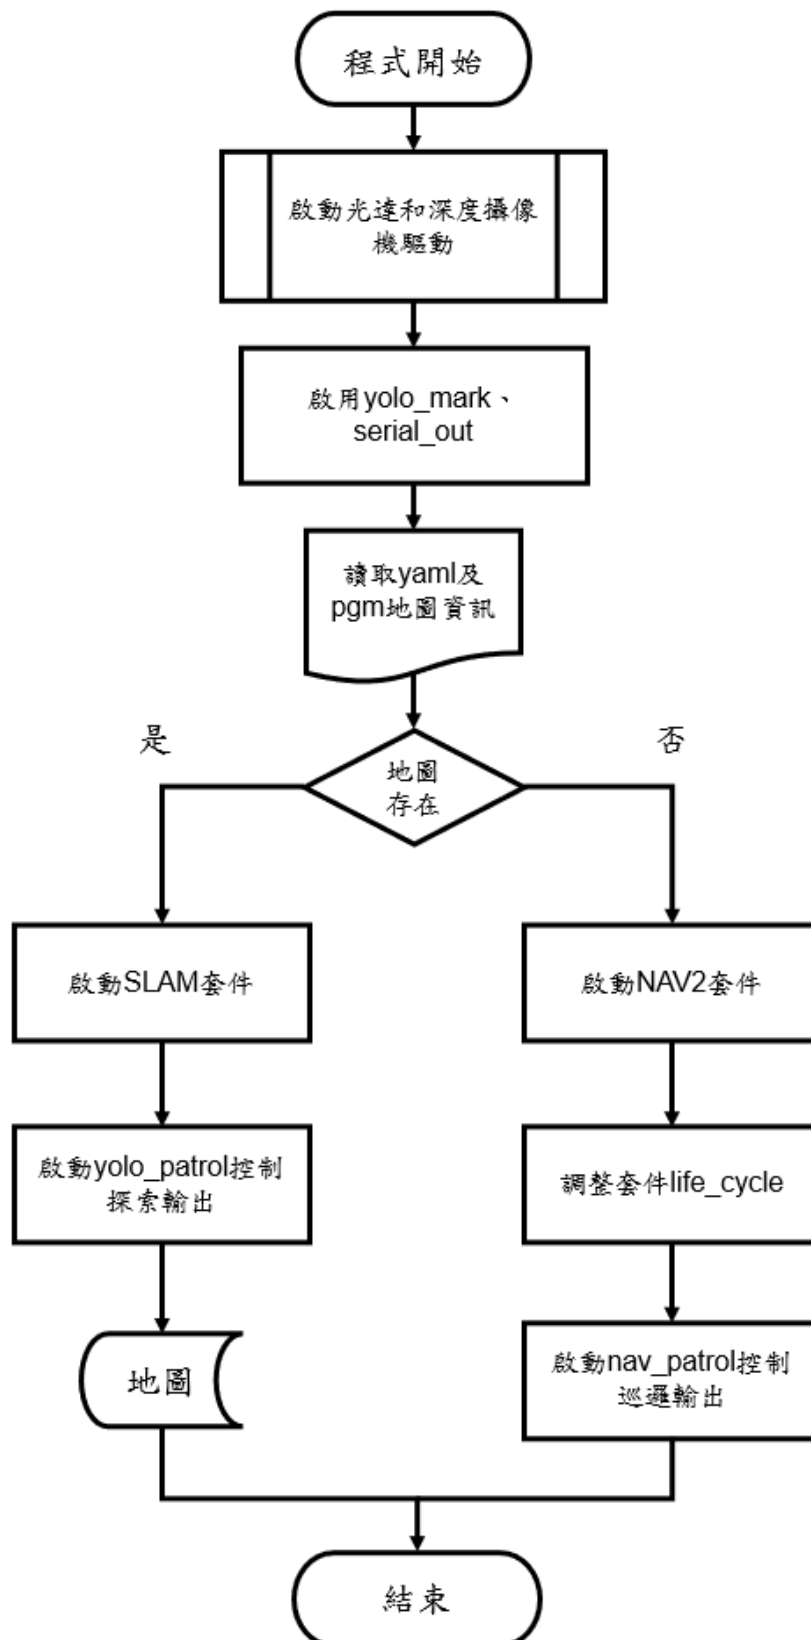 程式開始
啟動光達和深度攝像
機驅動
啟用yolo_mark、
serial_out
讀取yaml及
pgm地圖資訊
地圖
存在
是
否
啟動SLAM套件
啟動yolo_patrol控制
探索輸出
地圖
啟動NAV2套件
調整套件life_cycle
啟動nav_patrol控制
巡邏輸出
結束